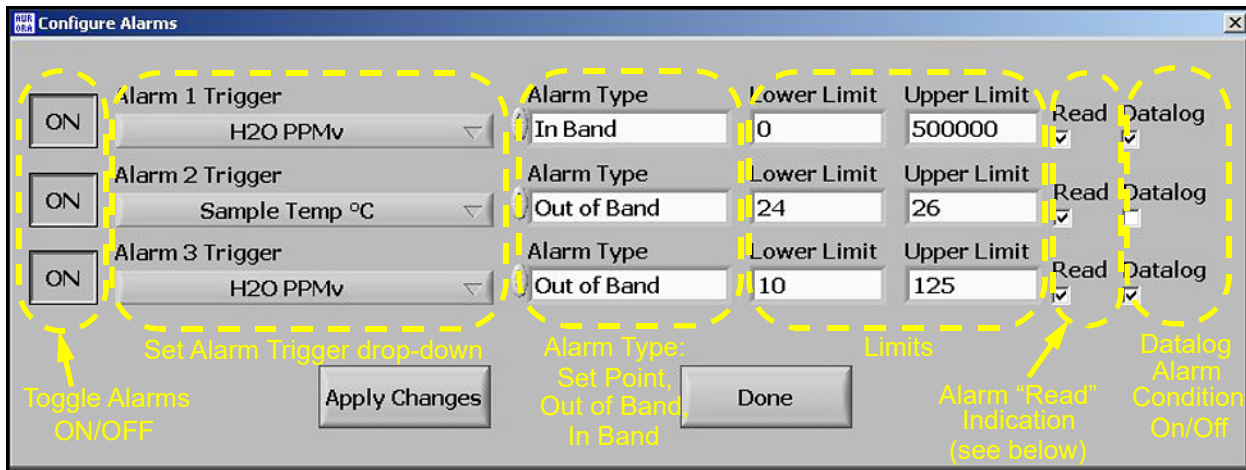 AUR
ORA
Configure Alarms
Alarm 1 Trigger Alarm Type Lower Limit Upper Limit Read Datalog
ON H2O PPMv In Band 0 500000
Alarm 2 Trigger Alarm Type Lower Limit Upper Limit Read Datalog
ON Sample Temp ºC Out of Band 24 26
Alarm 3 Trigger Alarm Type Lower Limit Upper Limit Read Datalog
ON H2O PPMv Out of Band 10 125
Toggle Alarms
ON/OFF
Set Alarm Trigger drop-down
Apply Changes
Alarm Type:
Set Point,
Out of Band,
In Band
Done
Limits
Alarm “Read”
Indication
(see below)
Datalog
Alarm
Condition
On/Off